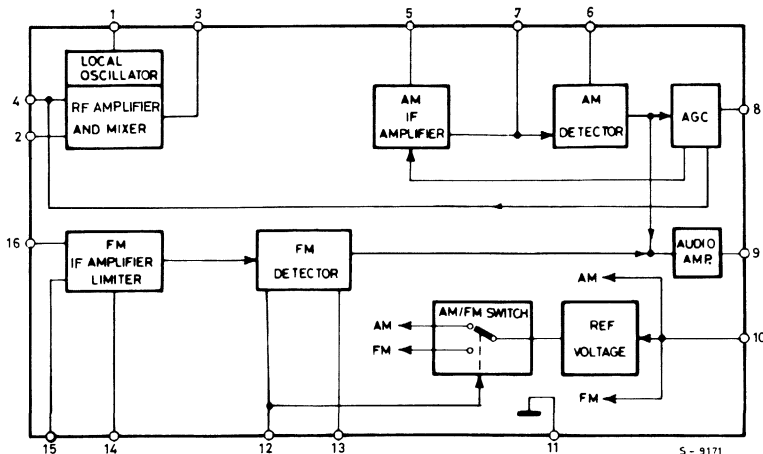 1
3
5
7
6
LOCAL
OSCILLATOR
4
RF AMPLIFIER
AND MIXER
2
AM
IF
AMPLIFIER
AM
DETECTOR
AGC
8
16
FM
IF AMPLIFIER
LIMITER
FM
DETECTOR
AUDIO
AMP.
9
AM
AM/FM SWITCH
AM
FM
REF
VOLTAGE
10
FM
15
14
12
13
11
S - 9171